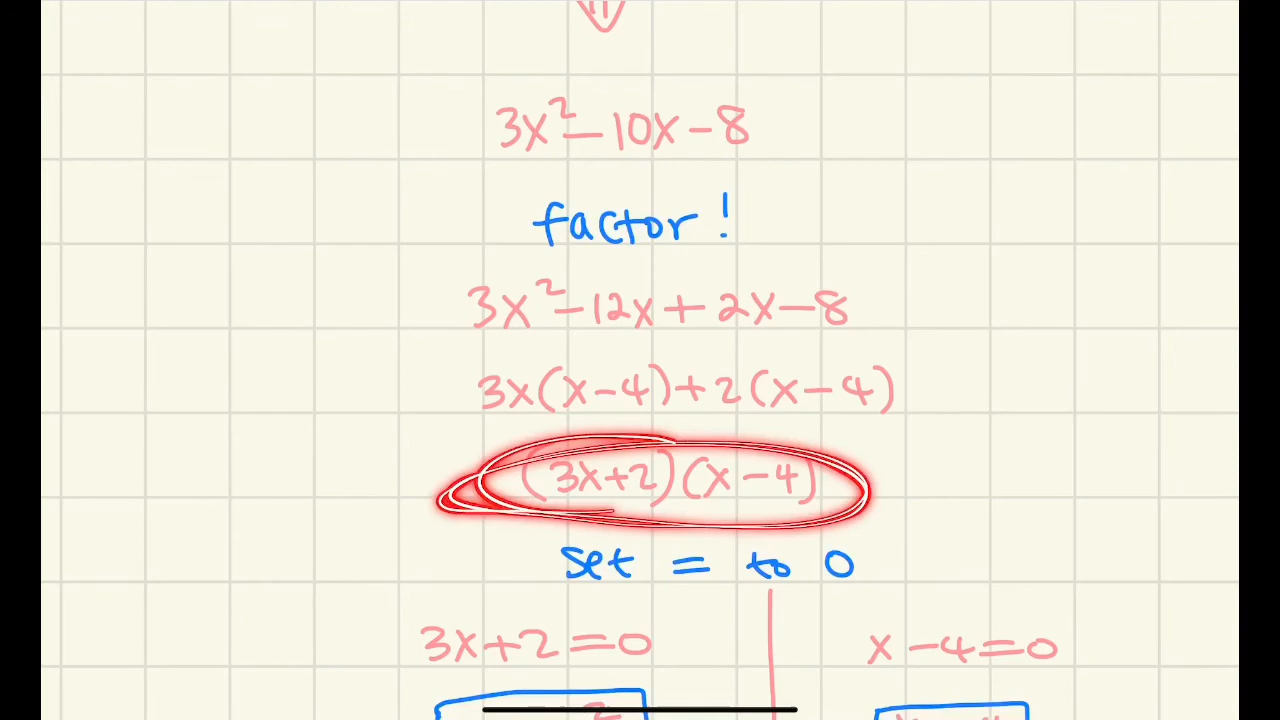 3x²-10x-8
factor!
3x²-12x+2x-8
3x(x-4)+2(x-4)
(3x+2)(x-4)
set = to 0
3x+2=0
x-4=0